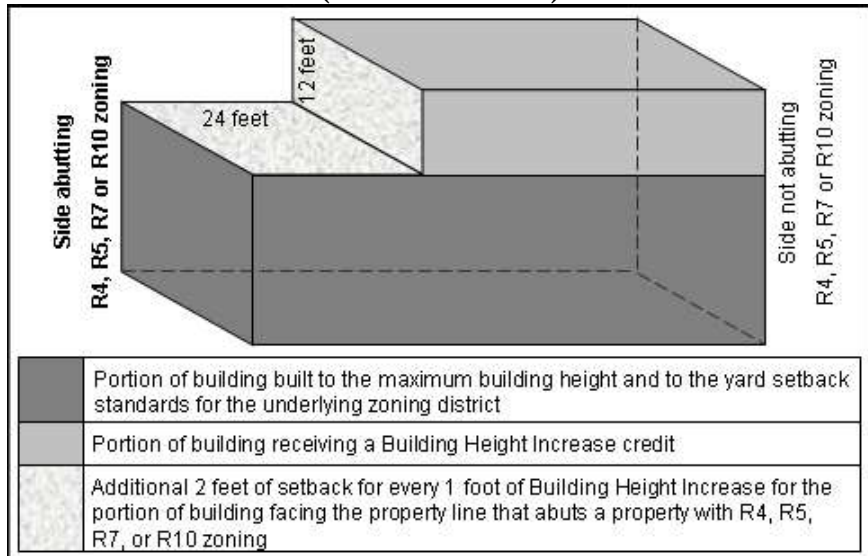 12 feet
24 feet
Side abutting
R4, R5, R7 or R10 zoning
Side not abutting
R4, R5, R7 or R10 zoning
Portion of building built to the maximum building height and to the yard setback
standards for the underlying zoning district
Portion of building receiving a Building Height Increase credit
Additional 2 feet of setback for every 1 foot of Building Height Increase for the
portion of building facing the property line that abuts a property with R4, R5,
R7, or R10 zoning